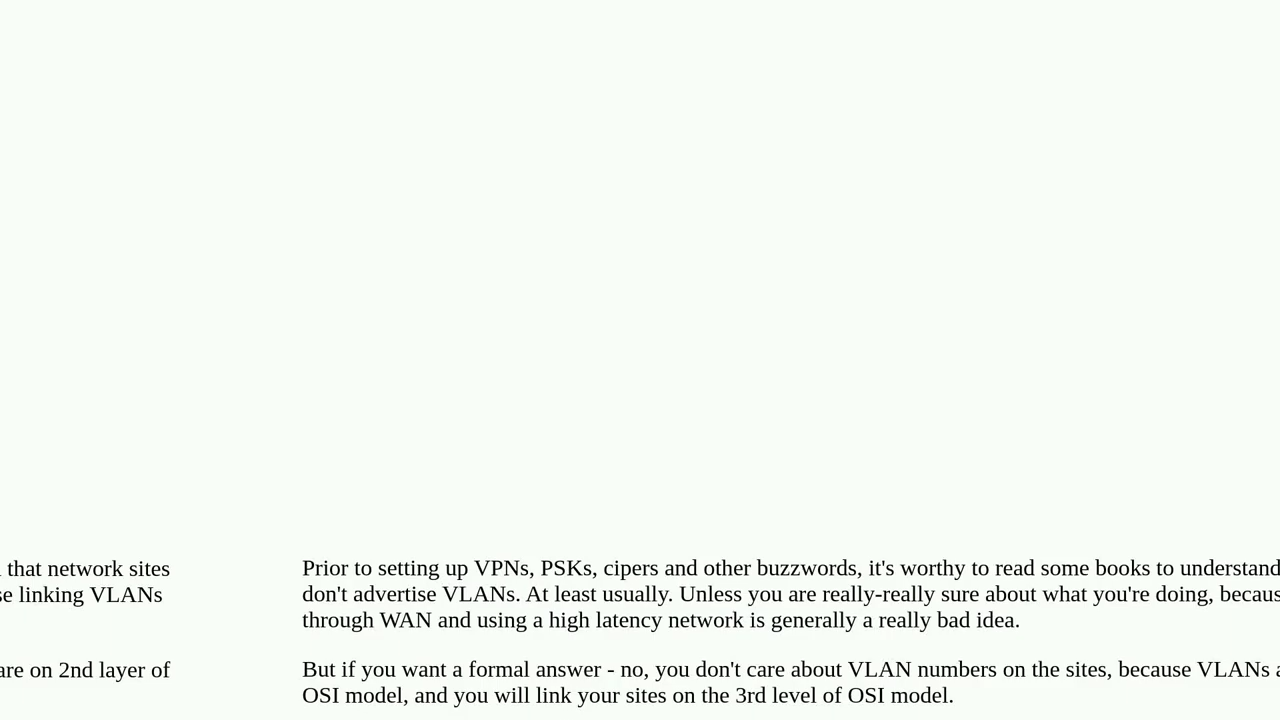 that network sites
se linking VLANs
are on 2nd layer of
Prior to setting up VPNs, PSKs, cipers and other buzzwords, it's worthy to read some books to understand
don't advertise VLANs. At least usually. Unless you are really-really sure about what you're doing, becaus
through WAN and using a high latency network is generally a really bad idea.
But if you want a formal answer - no, you don't care about VLAN numbers on the sites, because VLANs a
OSI model, and you will link your sites on the 3rd level of OSI model.